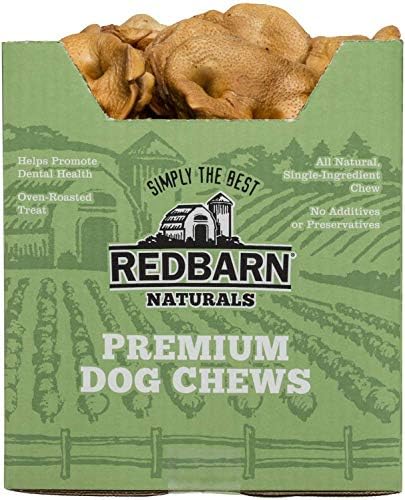 Helps Promote
Dental Health
Oven-Roasted
Treat
All Natural,
Single-Ingredient
Chew
No Additives
or Preservatives
SIMPLY THE BEST
REDBARN®
NATURALS
PREMIUM
DOG CHEWS